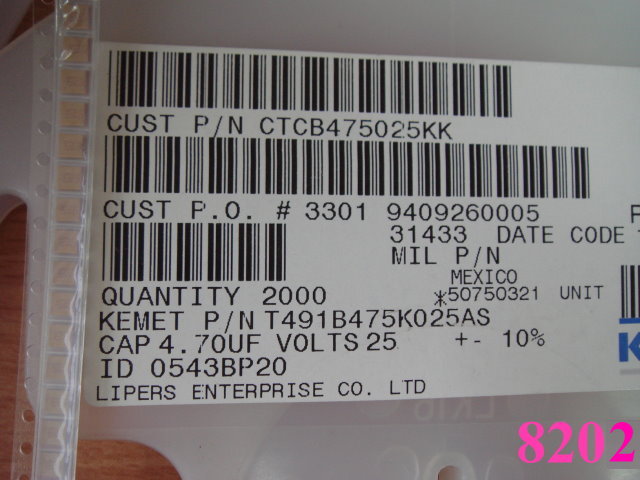 CUST P/N CTCB475025KK
CUST P.O. # 3301 9409260005
31433 DATE CODE
MIL P/N
MEXICO
QUANTITY 2000 *50750321 UNIT
KEMET P/N T491B475K025AS
CAP 4.70UF VOLTS 25 +- 10%
ID 0543BP20
LIPERS ENTERPRISE CO. LTD
8202